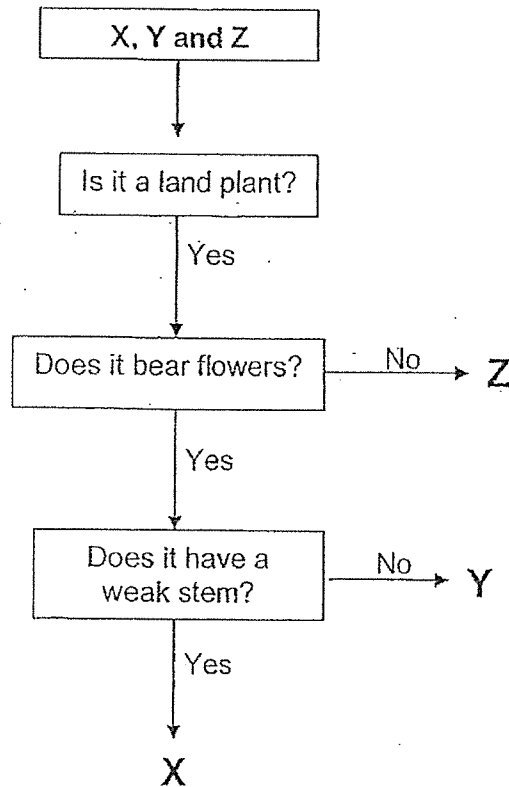 X, Y and Z
Is it a land plant?
Yes
Does it bear flowers?
No
Z
Yes
Does it have a
weak stem?
No
Y
Yes
X